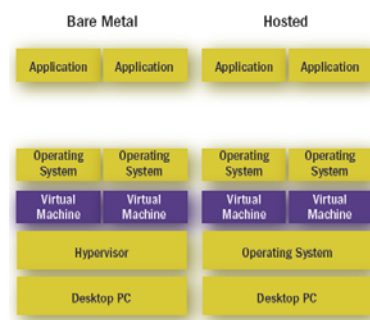 Bare Metal Hosted
Application Application Application Application
Operating System Operating System Operating System Operating System
Virtual Machine Virtual Machine Virtual Machine Virtual Machine
Hypervisor Operating System
Desktop PC Desktop PC